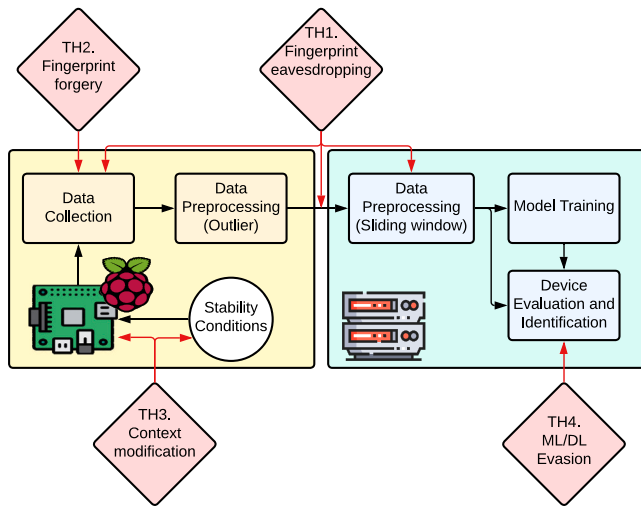 TH2.
Fingerprint
forgery
TH1.
Fingerprint
eavesdropping
Data
Collection
Data
Preprocessing
(Outlier)
Data
Preprocessing
(Sliding window)
Model Training
Stability
Conditions
Device
Evaluation and
Identification
TH3.
Context
modification
TH4.
ML/DL
Evasion